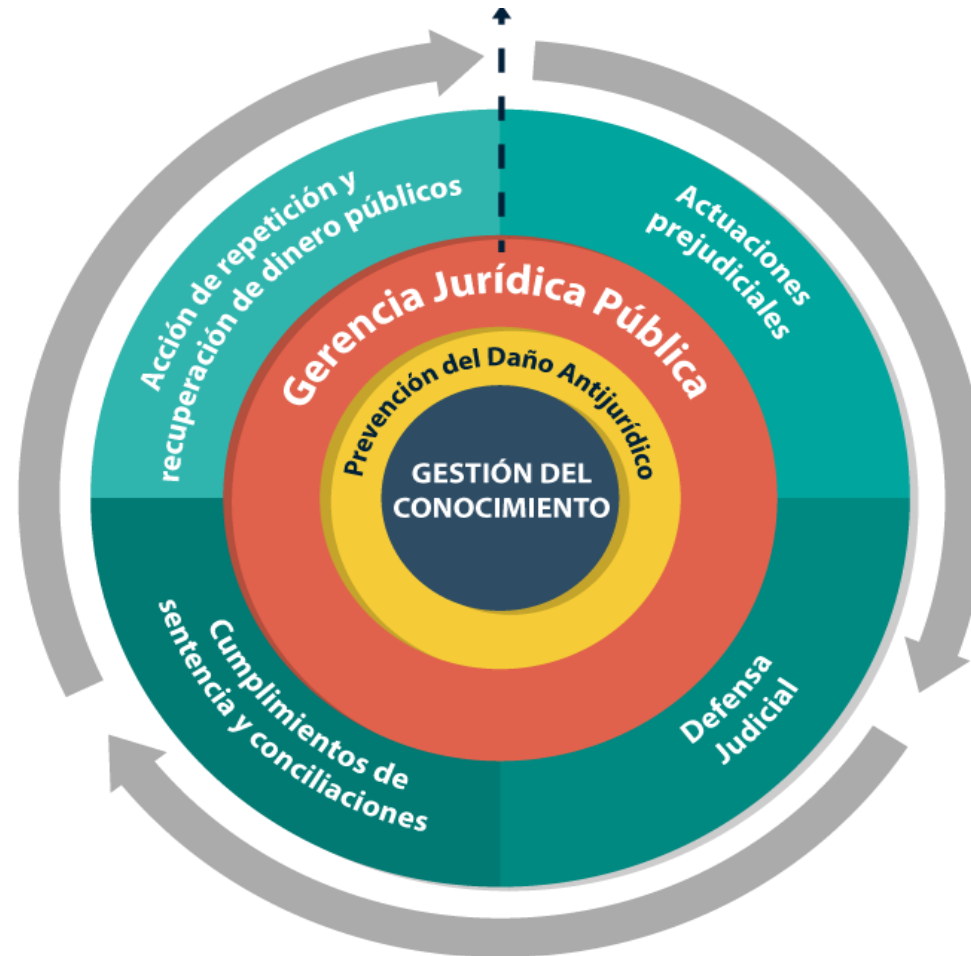 Acción de repetición y
recuperación de dinero públicos
Actuaciones
prejudiciales
Gerencia Jurídica Pública
Prevención del Daño Antijurídico
GESTIÓN DEL
CONOCIMIENTO
Cumplimientos de
sentencia y conciliaciones
Defensa
Judicial